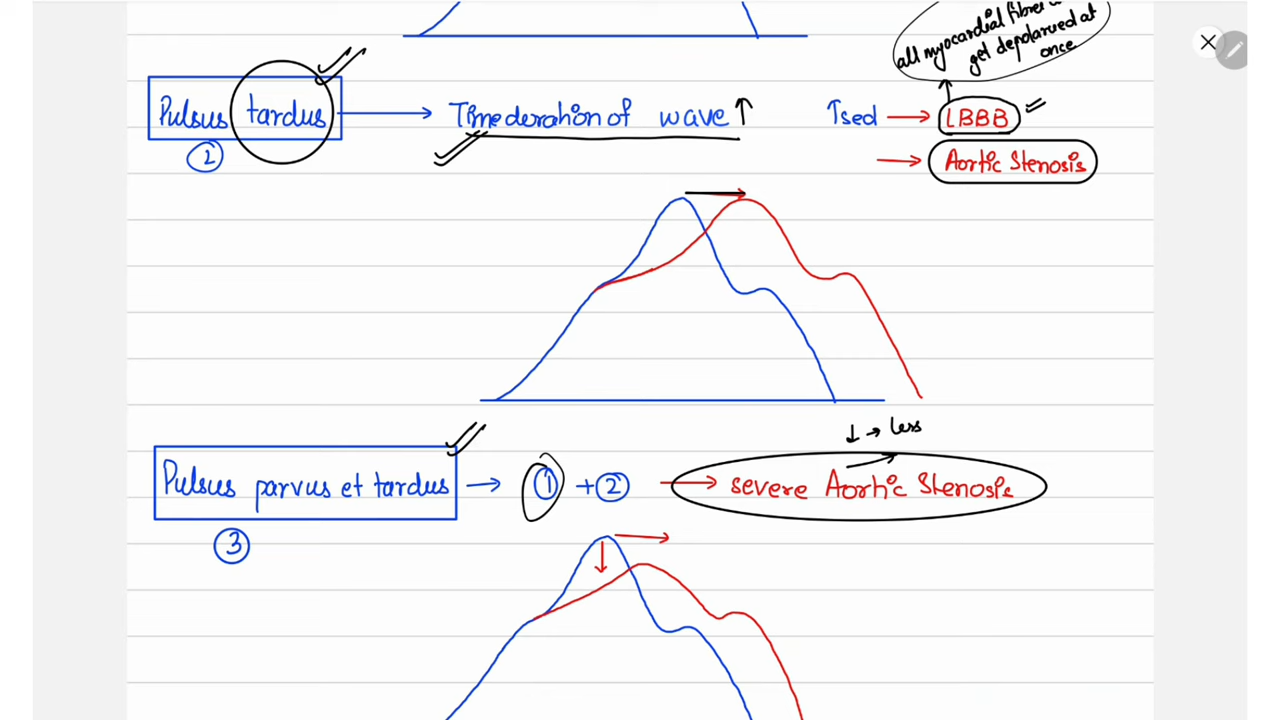 all myocardial fibres
get depolarised at
once
Pulsus tardus → Time duration of wave ↑ ↑sed → LBBB
②
→ Aortic Stenosis
↓ → less
Pulsus parvus et tardus → ① + ② → severe Aortic Stenosis
③